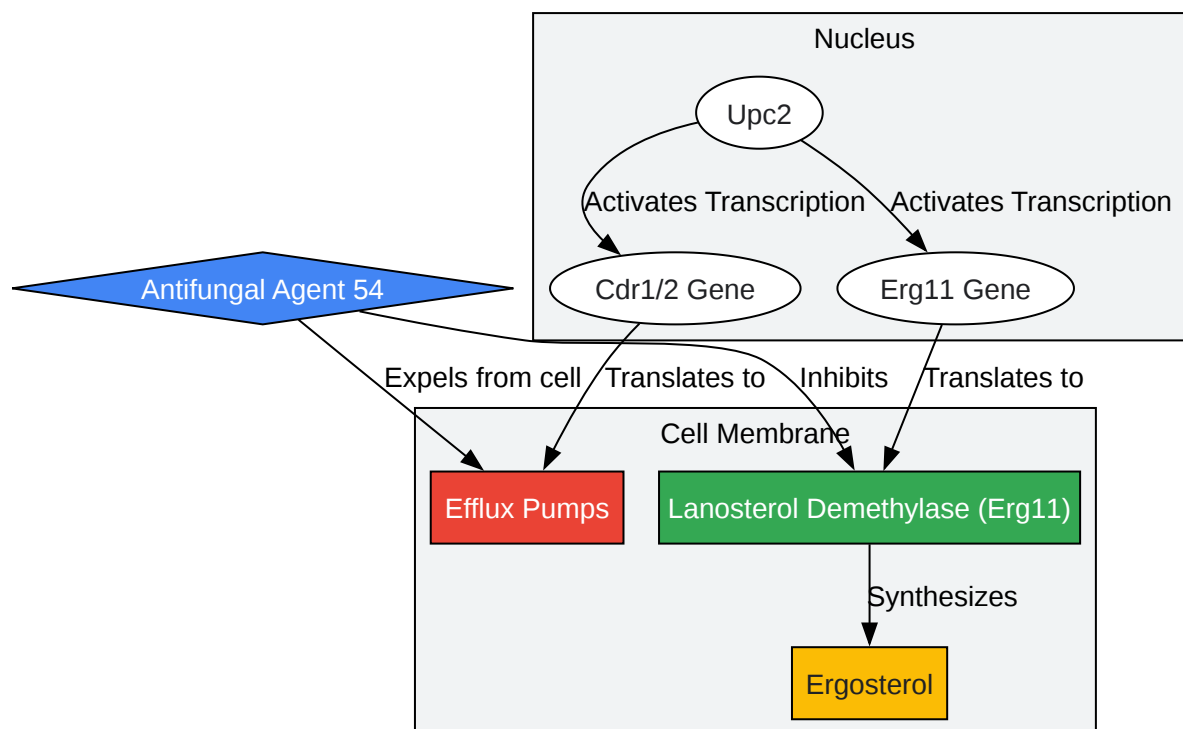 Nucleus
Upc2
Activates Transcription
Activates Transcription
Antifungal Agent 54
Cdr1/2 Gene
Erg11 Gene
Expels from cell
Translates to
Inhibits
Translates to
Cell Membrane
Efflux Pumps
Lanosterol Demethylase (Erg11)
Synthesizes
Ergosterol